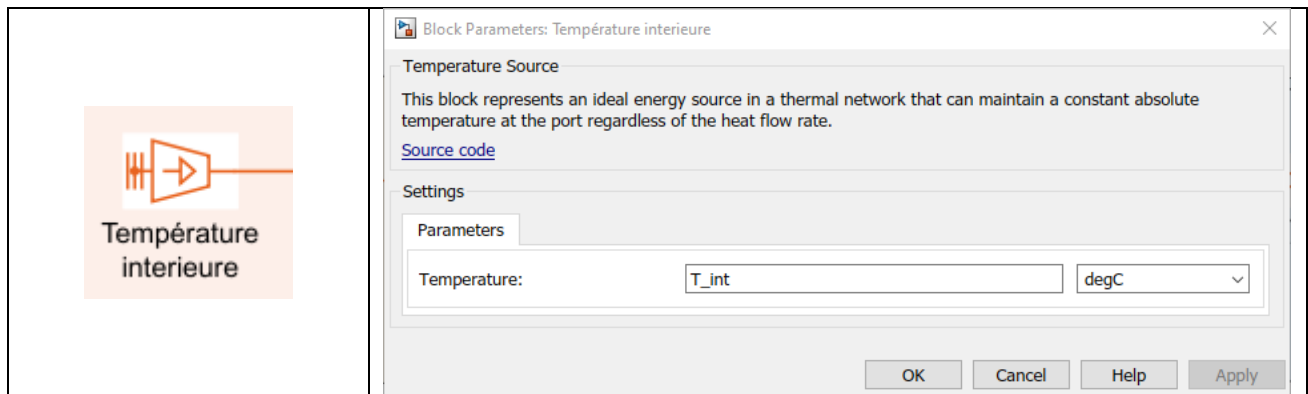 Température
interieure
Block Parameters: Température interieure
Temperature Source
This block represents an ideal energy source in a thermal network that can maintain a constant absolute
temperature at the port regardless of the heat flow rate.
Source code
Settings
Parameters
Temperature: T_int degC
OK Cancel Help Apply